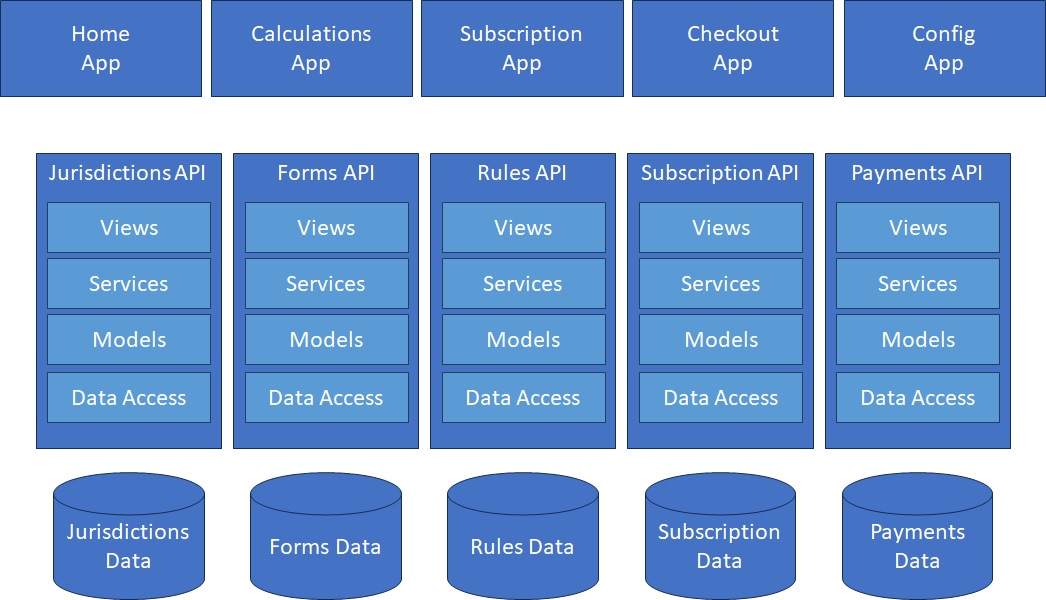 Home
App
Calculations
App
Subscription
App
Checkout
App
Config
App
Jurisdictions API
Views
Services
Models
Data Access
Forms API
Views
Services
Models
Data Access
Rules API
Views
Services
Models
Data Access
Subscription API
Views
Services
Models
Data Access
Payments API
Views
Services
Models
Data Access
Jurisdictions
Data
Forms Data
Rules Data
Subscription
Data
Payments
Data